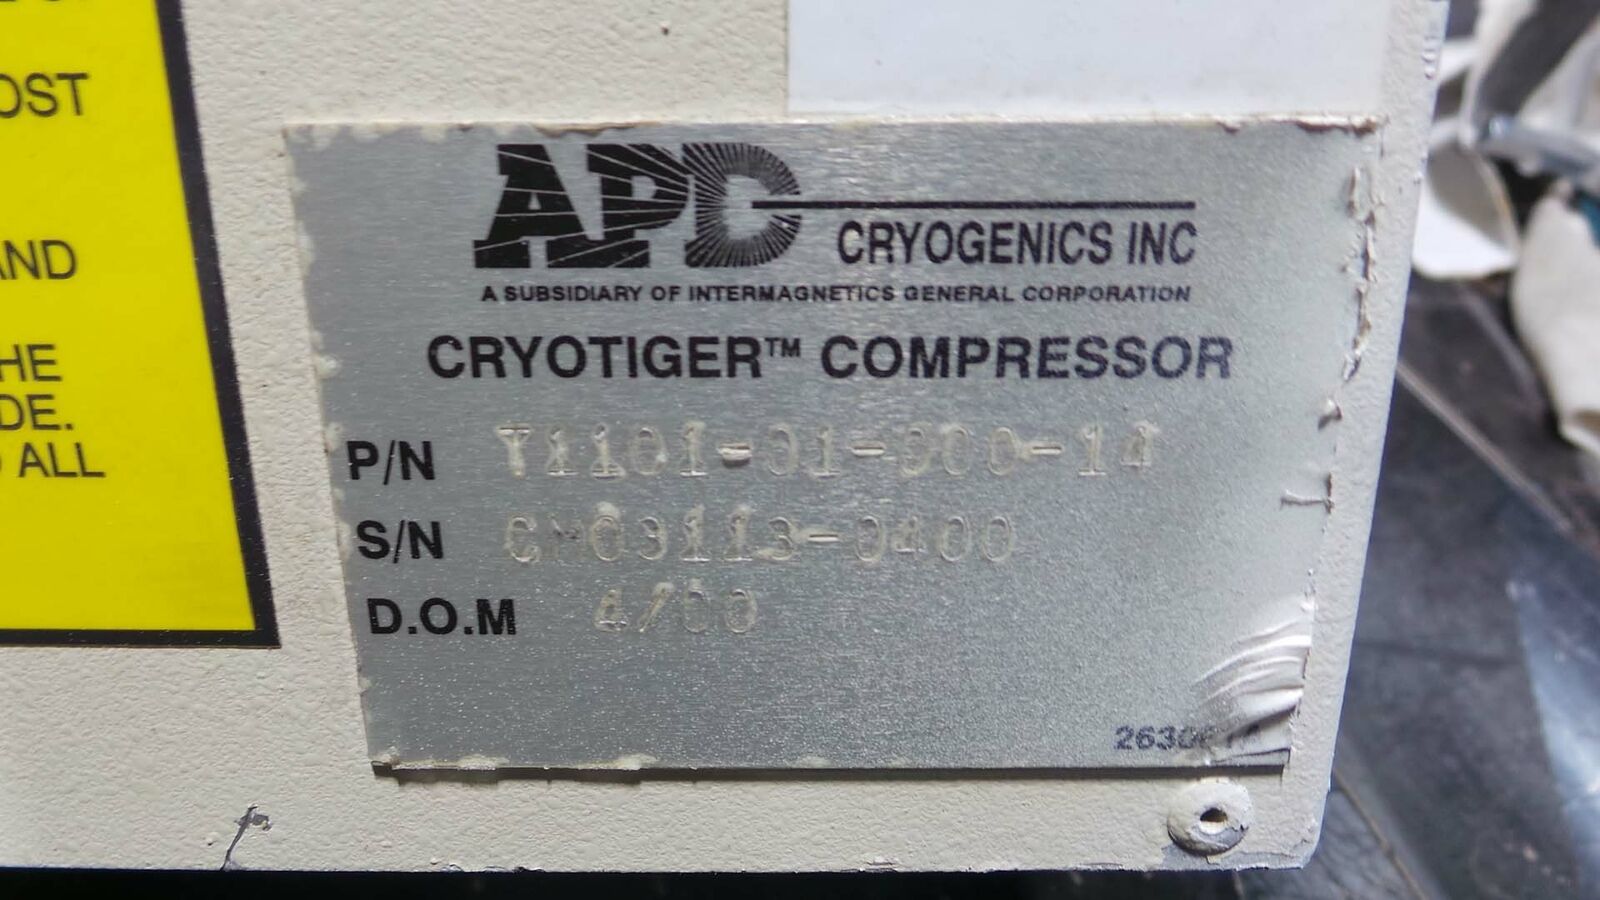 OST
AND
HE
DE.
ALL
APD CRYOGENICS INC
A SUBSIDIARY OF INTERMAGNETICS GENERAL CORPORATION
CRYOTIGER™ COMPRESSOR
P/N T1101-01-000-14
S/N CM03113-0400
D.O.M 4/00